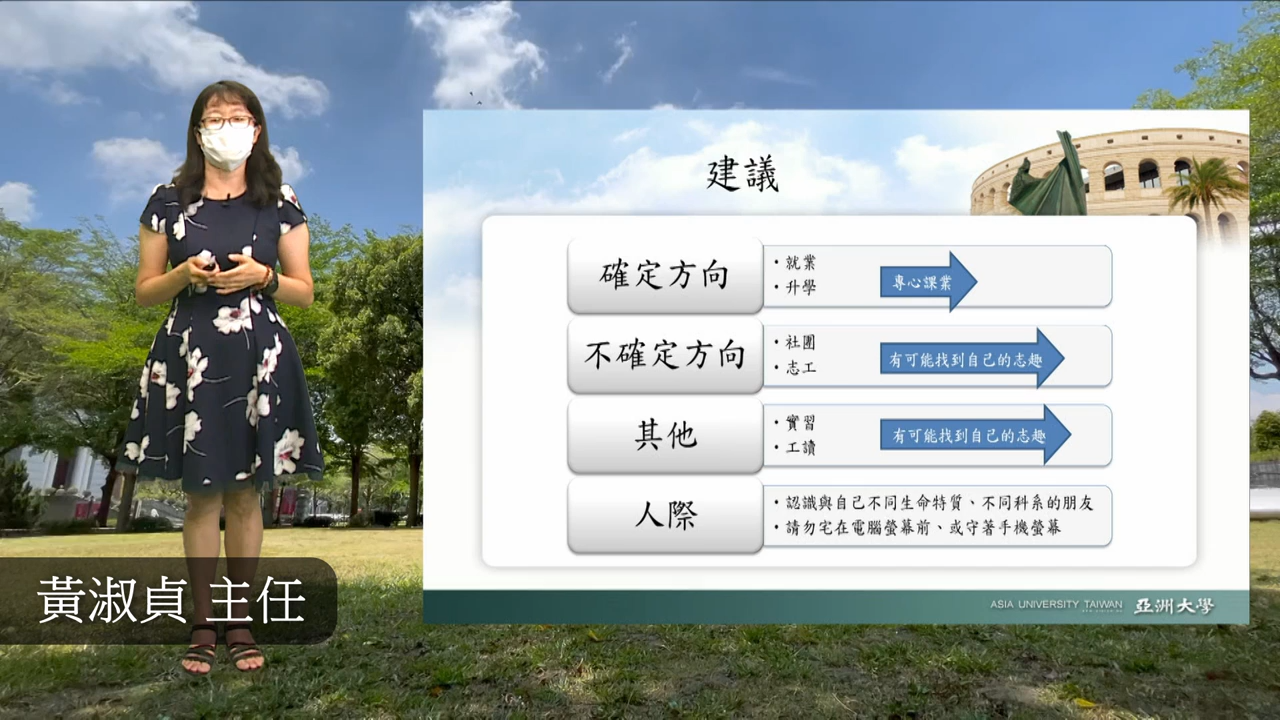 建議
確定方向
・就業
・升學
專心課業
不確定方向
・社團
・志工
有可能找到自己的志趣
其他
・實習
・工讀
有可能找到自己的志趣
人際
・認識與自己不同生命特質、不同科系的朋友
・請勿宅在電腦螢幕前、或守著手機螢幕
黃淑貞 主任
ASIA UNIVERSITY TAIWAN 亞洲大學